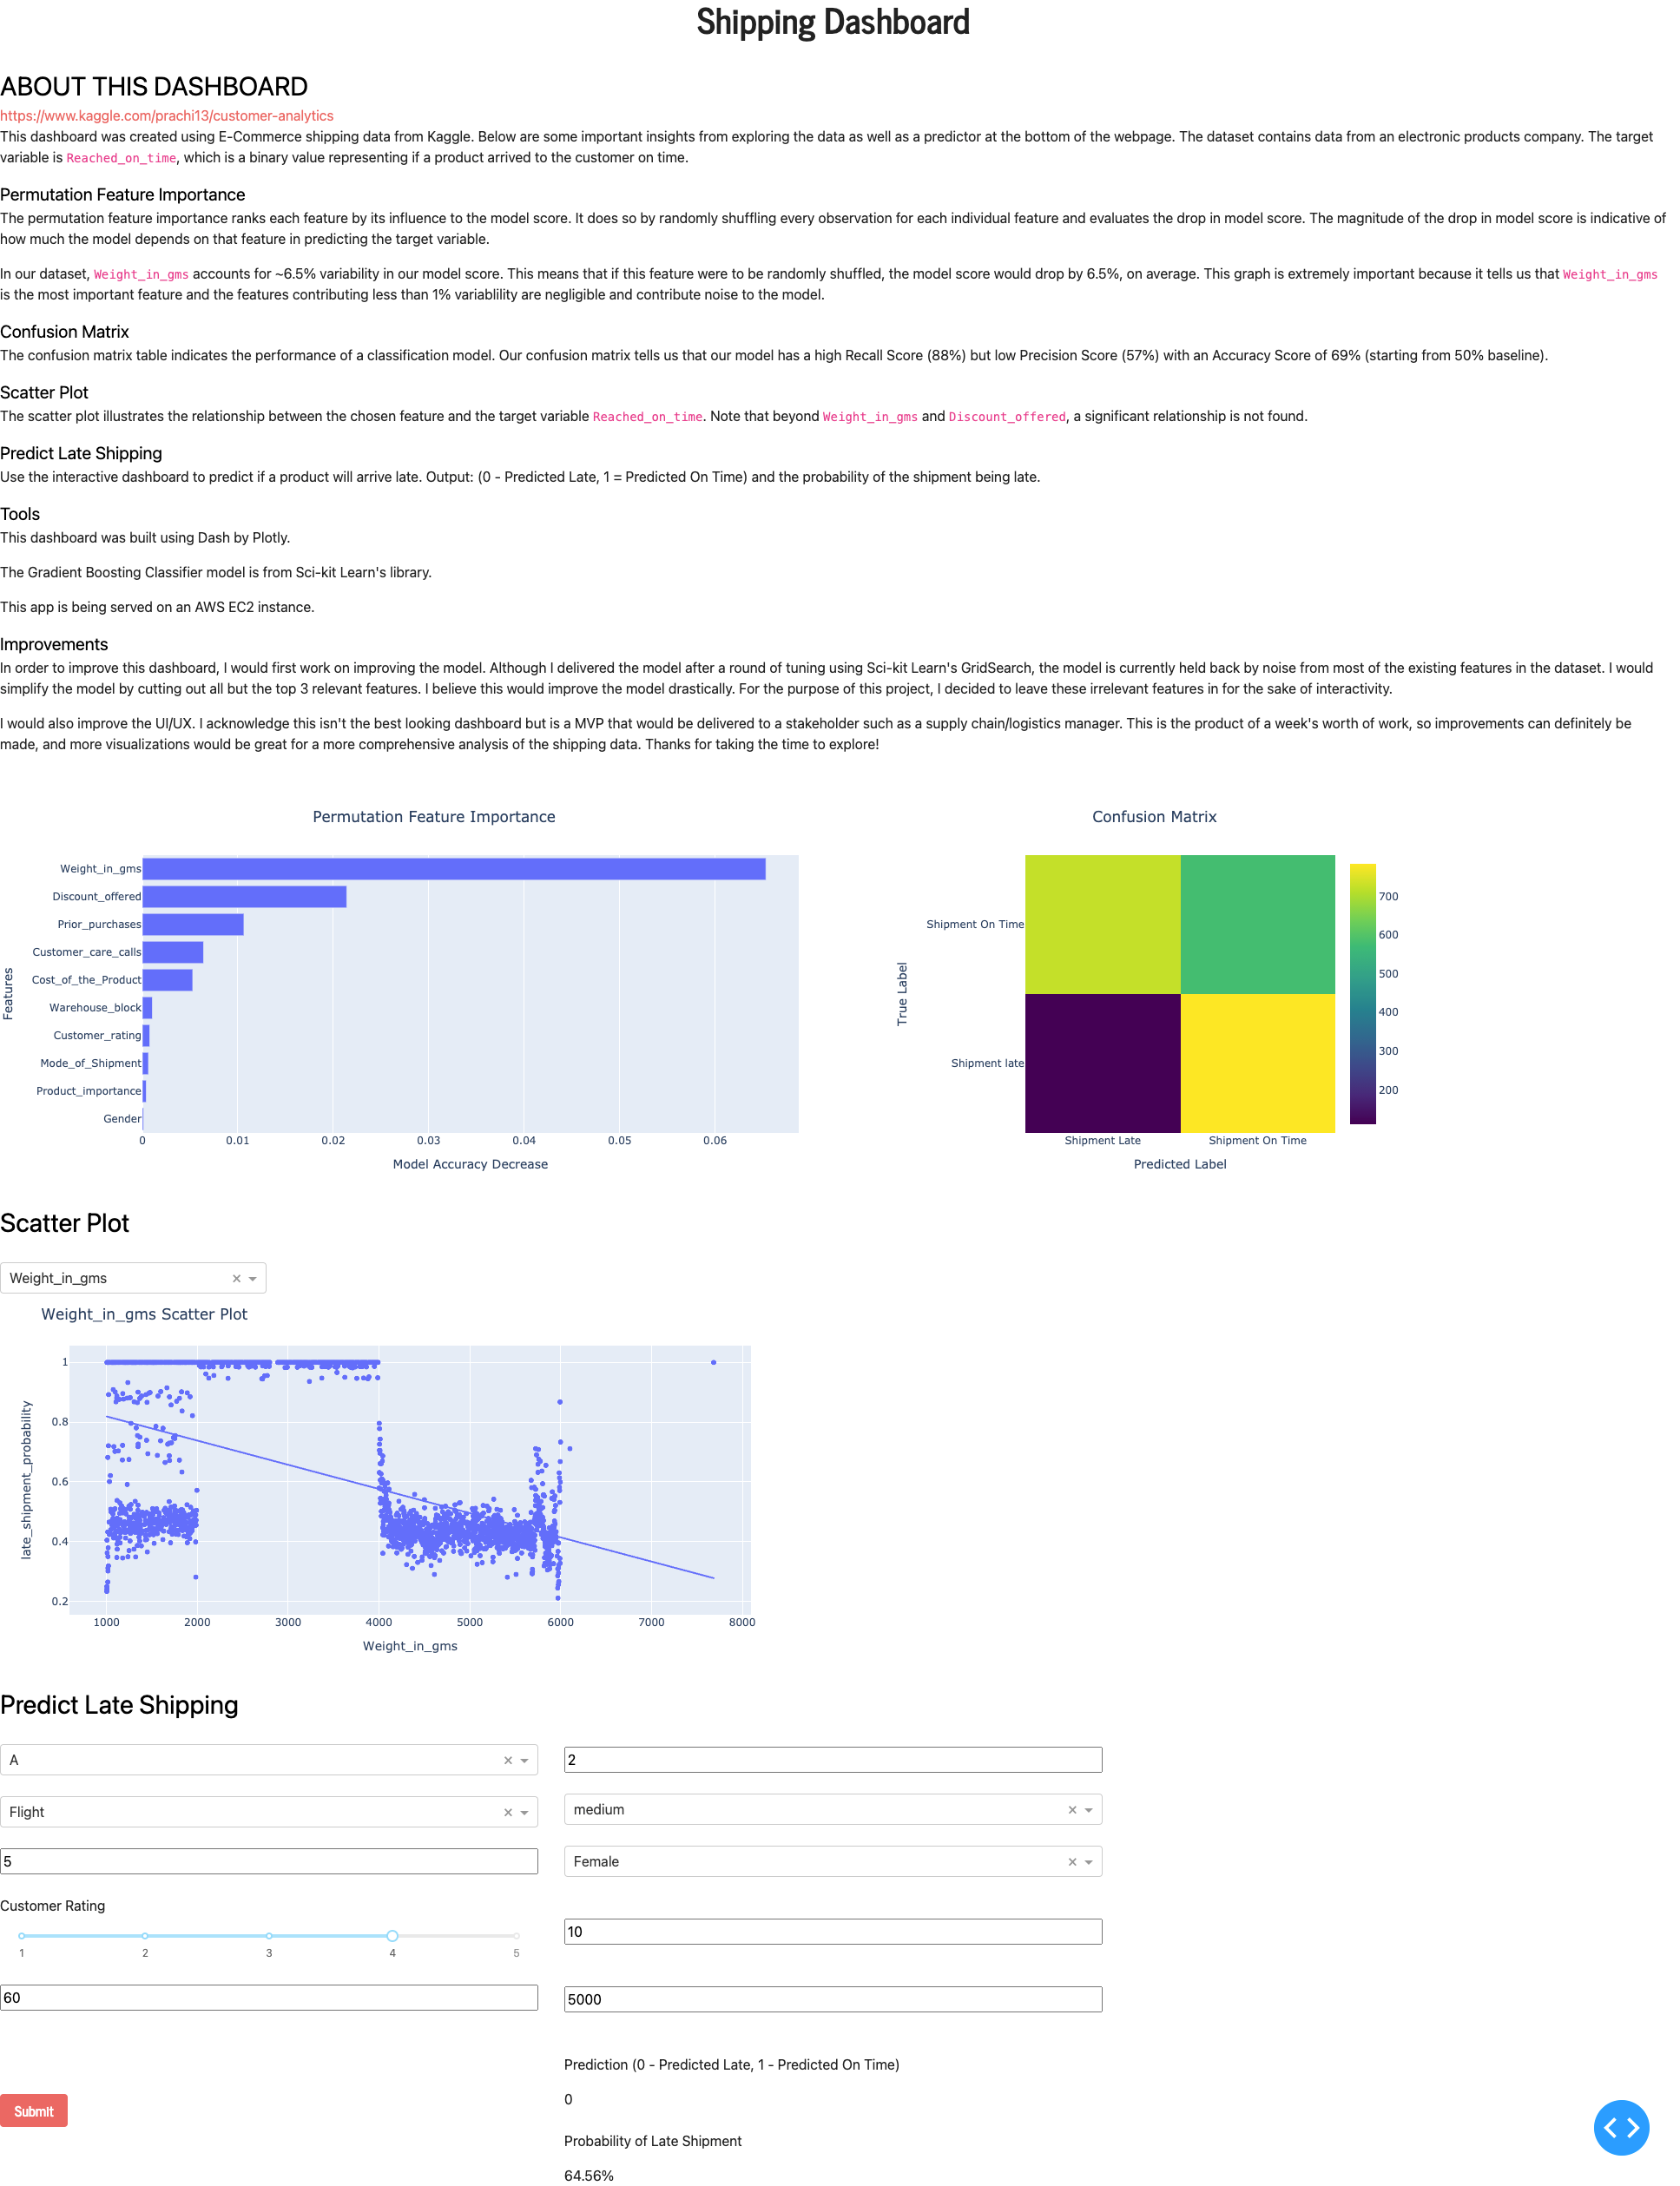 Shipping Dashboard
ABOUT THIS DASHBOARD
https://www.kaggle.com/prachi13/customer-analytics
This dashboard was created using E-Commerce shipping data from Kaggle. Below are some important insights from exploring the data as well as a predictor at the bottom of the webpage. The dataset contains data from an electronic products company. The target
variable is Reached_on_time, which is a binary value representing if a product arrived to the customer on time.
Permutation Feature Importance
The permutation feature importance ranks each feature by its influence to the model score. It does so by randomly shuffling every observation for each individual feature and evaluates the drop in model score. The magnitude of the drop in model score is indicative of
how much the model depends on that feature in predicting the target variable.
In our dataset, Weight_in_gms accounts for ~6.5% variability in our model score. This means that if this feature were to be randomly shuffled, the model score would drop by 6.5%, on average. This graph is extremely important because it tells us that Weight_in_gms
is the most important feature and the features contributing less than 1% variablility are negligible and contribute noise to the model.
Confusion Matrix
The confusion matrix table indicates the performance of a classification model. Our confusion matrix tells us that our model has a high Recall Score (88%) but low Precision Score (57%) with an Accuracy Score of 69% (starting from 50% baseline).
Scatter Plot
The scatter plot illustrates the relationship between the chosen feature and the target variable Reached_on_time. Note that beyond Weight_in_gms and Discount_offered, a significant relationship is not found.
Predict Late Shipping
Use the interactive dashboard to predict if a product will arrive late. Output: (0 - Predicted Late, 1 = Predicted On Time) and the probability of the shipment being late.
Tools
This dashboard was built using Dash by Plotly.
The Gradient Boosting Classifier model is from Sci-kit Learn's library.
This app is being served on an AWS EC2 instance.
Improvements
In order to improve this dashboard, I would first work on improving the model. Although I delivered the model after a round of tuning using Sci-kit Learn's GridSearch, the model is currently held back by noise from most of the existing features in the dataset. I would
simplify the model by cutting out all but the top 3 relevant features. I believe this would improve the model drastically. For the purpose of this project, I decided to leave these irrelevant features in for the sake of interactivity.
I would also improve the UI/UX. I acknowledge this isn't the best looking dashboard but is a MVP that would be delivered to a stakeholder such as a supply chain/logistics manager. This is the product of a week's worth of work, so improvements can definitely be
made, and more visualizations would be great for a more comprehensive analysis of the shipping data. Thanks for taking the time to explore!
Permutation Feature Importance
Features
Weight_in_gms
Discount_offered
Prior_purchases
Customer_care_calls
Cost_of_the_Product
Warehouse_block
Customer_rating
Mode_of_Shipment
Product_importance
Gender
0 0.01 0.02 0.03 0.04 0.05 0.06
Model Accuracy Decrease
Confusion Matrix
True Label
Shipment On Time
Shipment late
Shipment Late Shipment On Time
Predicted Label
700
600
500
400
300
200
Scatter Plot
Weight_in_gms × 
Weight_in_gms Scatter Plot
late_shipment_probability
1
0.8
0.6
0.4
0.2
1000 2000 3000 4000 5000 6000 7000 8000
Weight_in_gms
Predict Late Shipping
A ×
2
Flight ×
medium ×
5
Female ×
Customer Rating
1 2 3 4 5
10
60
5000
Prediction (0 - Predicted Late, 1 - Predicted On Time)
0
Submit
Probability of Late Shipment
64.56%